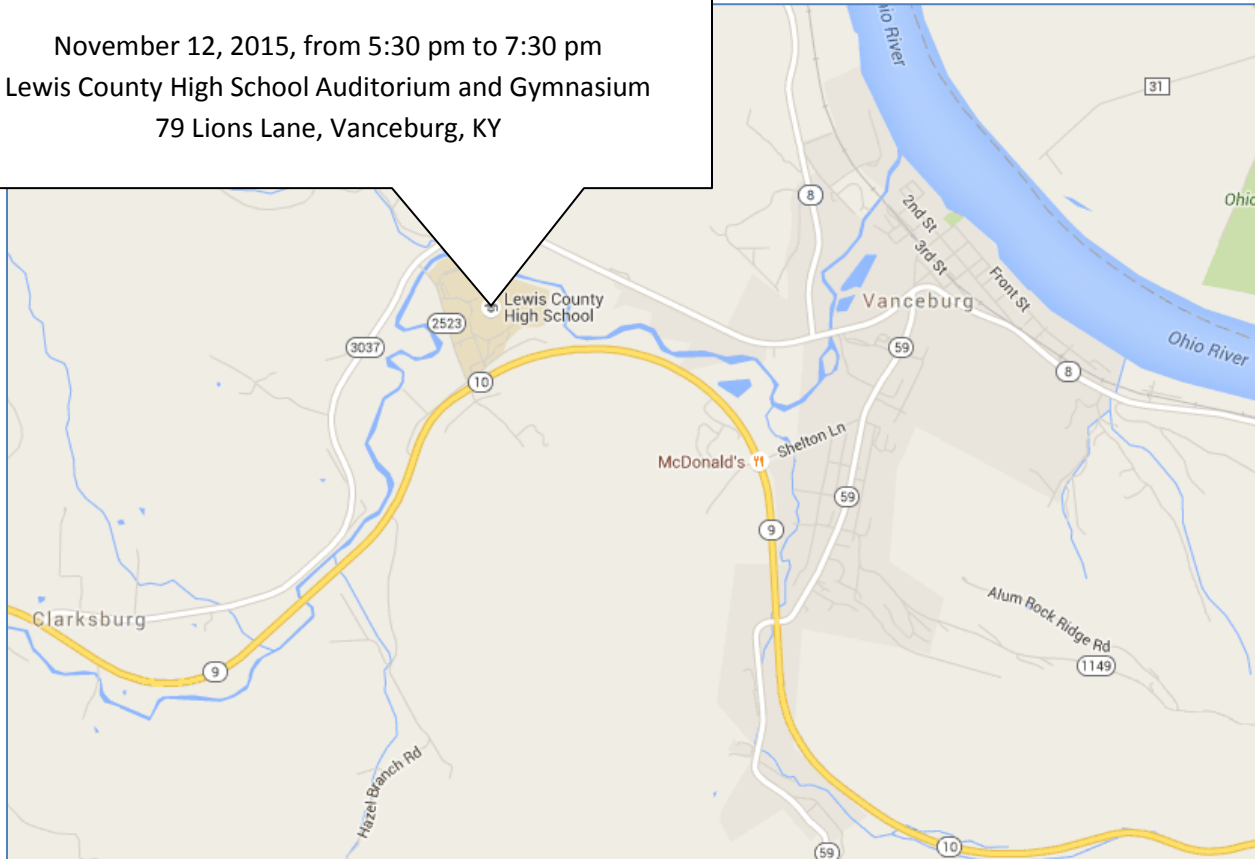 November 12, 2015, from 5:30 pm to 7:30 pm
Lewis County High School Auditorium and Gymnasium
79 Lions Lane, Vanceburg, KY
Ohio River
31
8
2nd St
Ohio
3rd St
Front St
Vanceburg
Lewis County
High School
2523
3037
59
Ohio River
8
10
Shelton Ln
McDonald's
59
9
Alum Rock Ridge Rd
Clarksburg
1149
9
Hazel Branch Rd
10
59